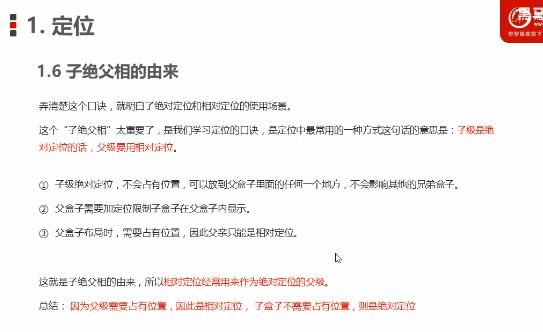 1. 定位
黑马
www.
传智播客旗下
1.6 子绝父相的由来
弄清楚这个口诀，就明白了绝对定位和相对定位的使用场景。
这个“子绝父相”太重要了，是我们学习定位的口诀，是定位中最常用的一种方式这句话的意思是：子级是绝
对定位的话，父级要用相对定位。
① 子级绝对定位，不会占有位置，可以放到父盒子里面的任何一个地方，不会影响其他的兄弟盒子。
② 父盒子需要加定位限制子盒子在父盒子内显示。
③ 父盒子布局时，需要占有位置，因此父亲只能是相对定位。
这就是子绝父相的由来，所以相对定位经常用来作为绝对定位的父级。
总结： 因为父级需要占有位置，因此是相对定位， 子盒子不需要占有位置，则是绝对定位